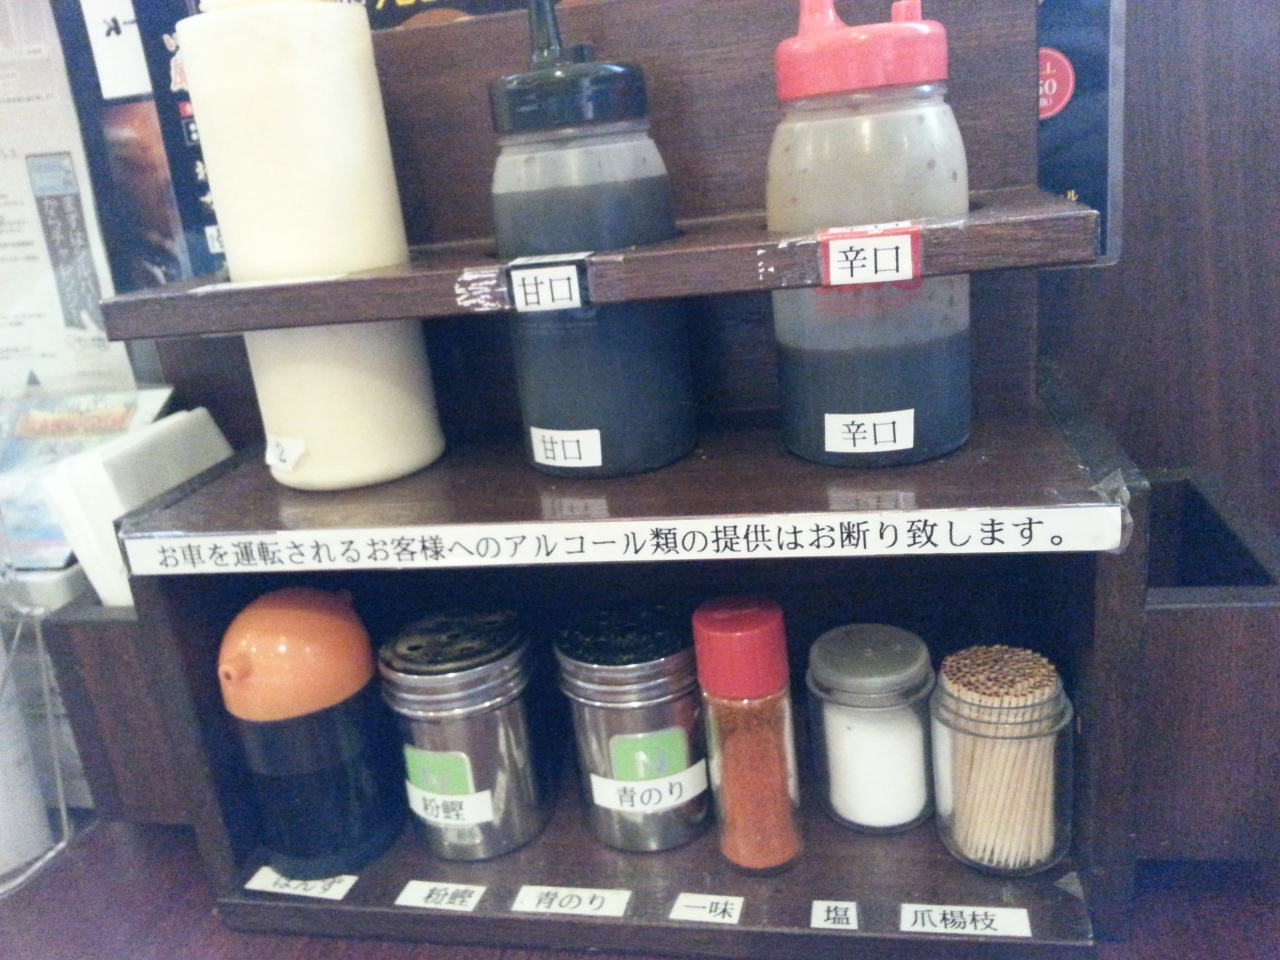 甘口
辛口
2
甘口
辛口
お車を運転されるお客様へのアルコール類の提供はお断り致します。
粉鰹
青のり
ぽんず
粉鰹
青のり
一味
塩
爪楊枝